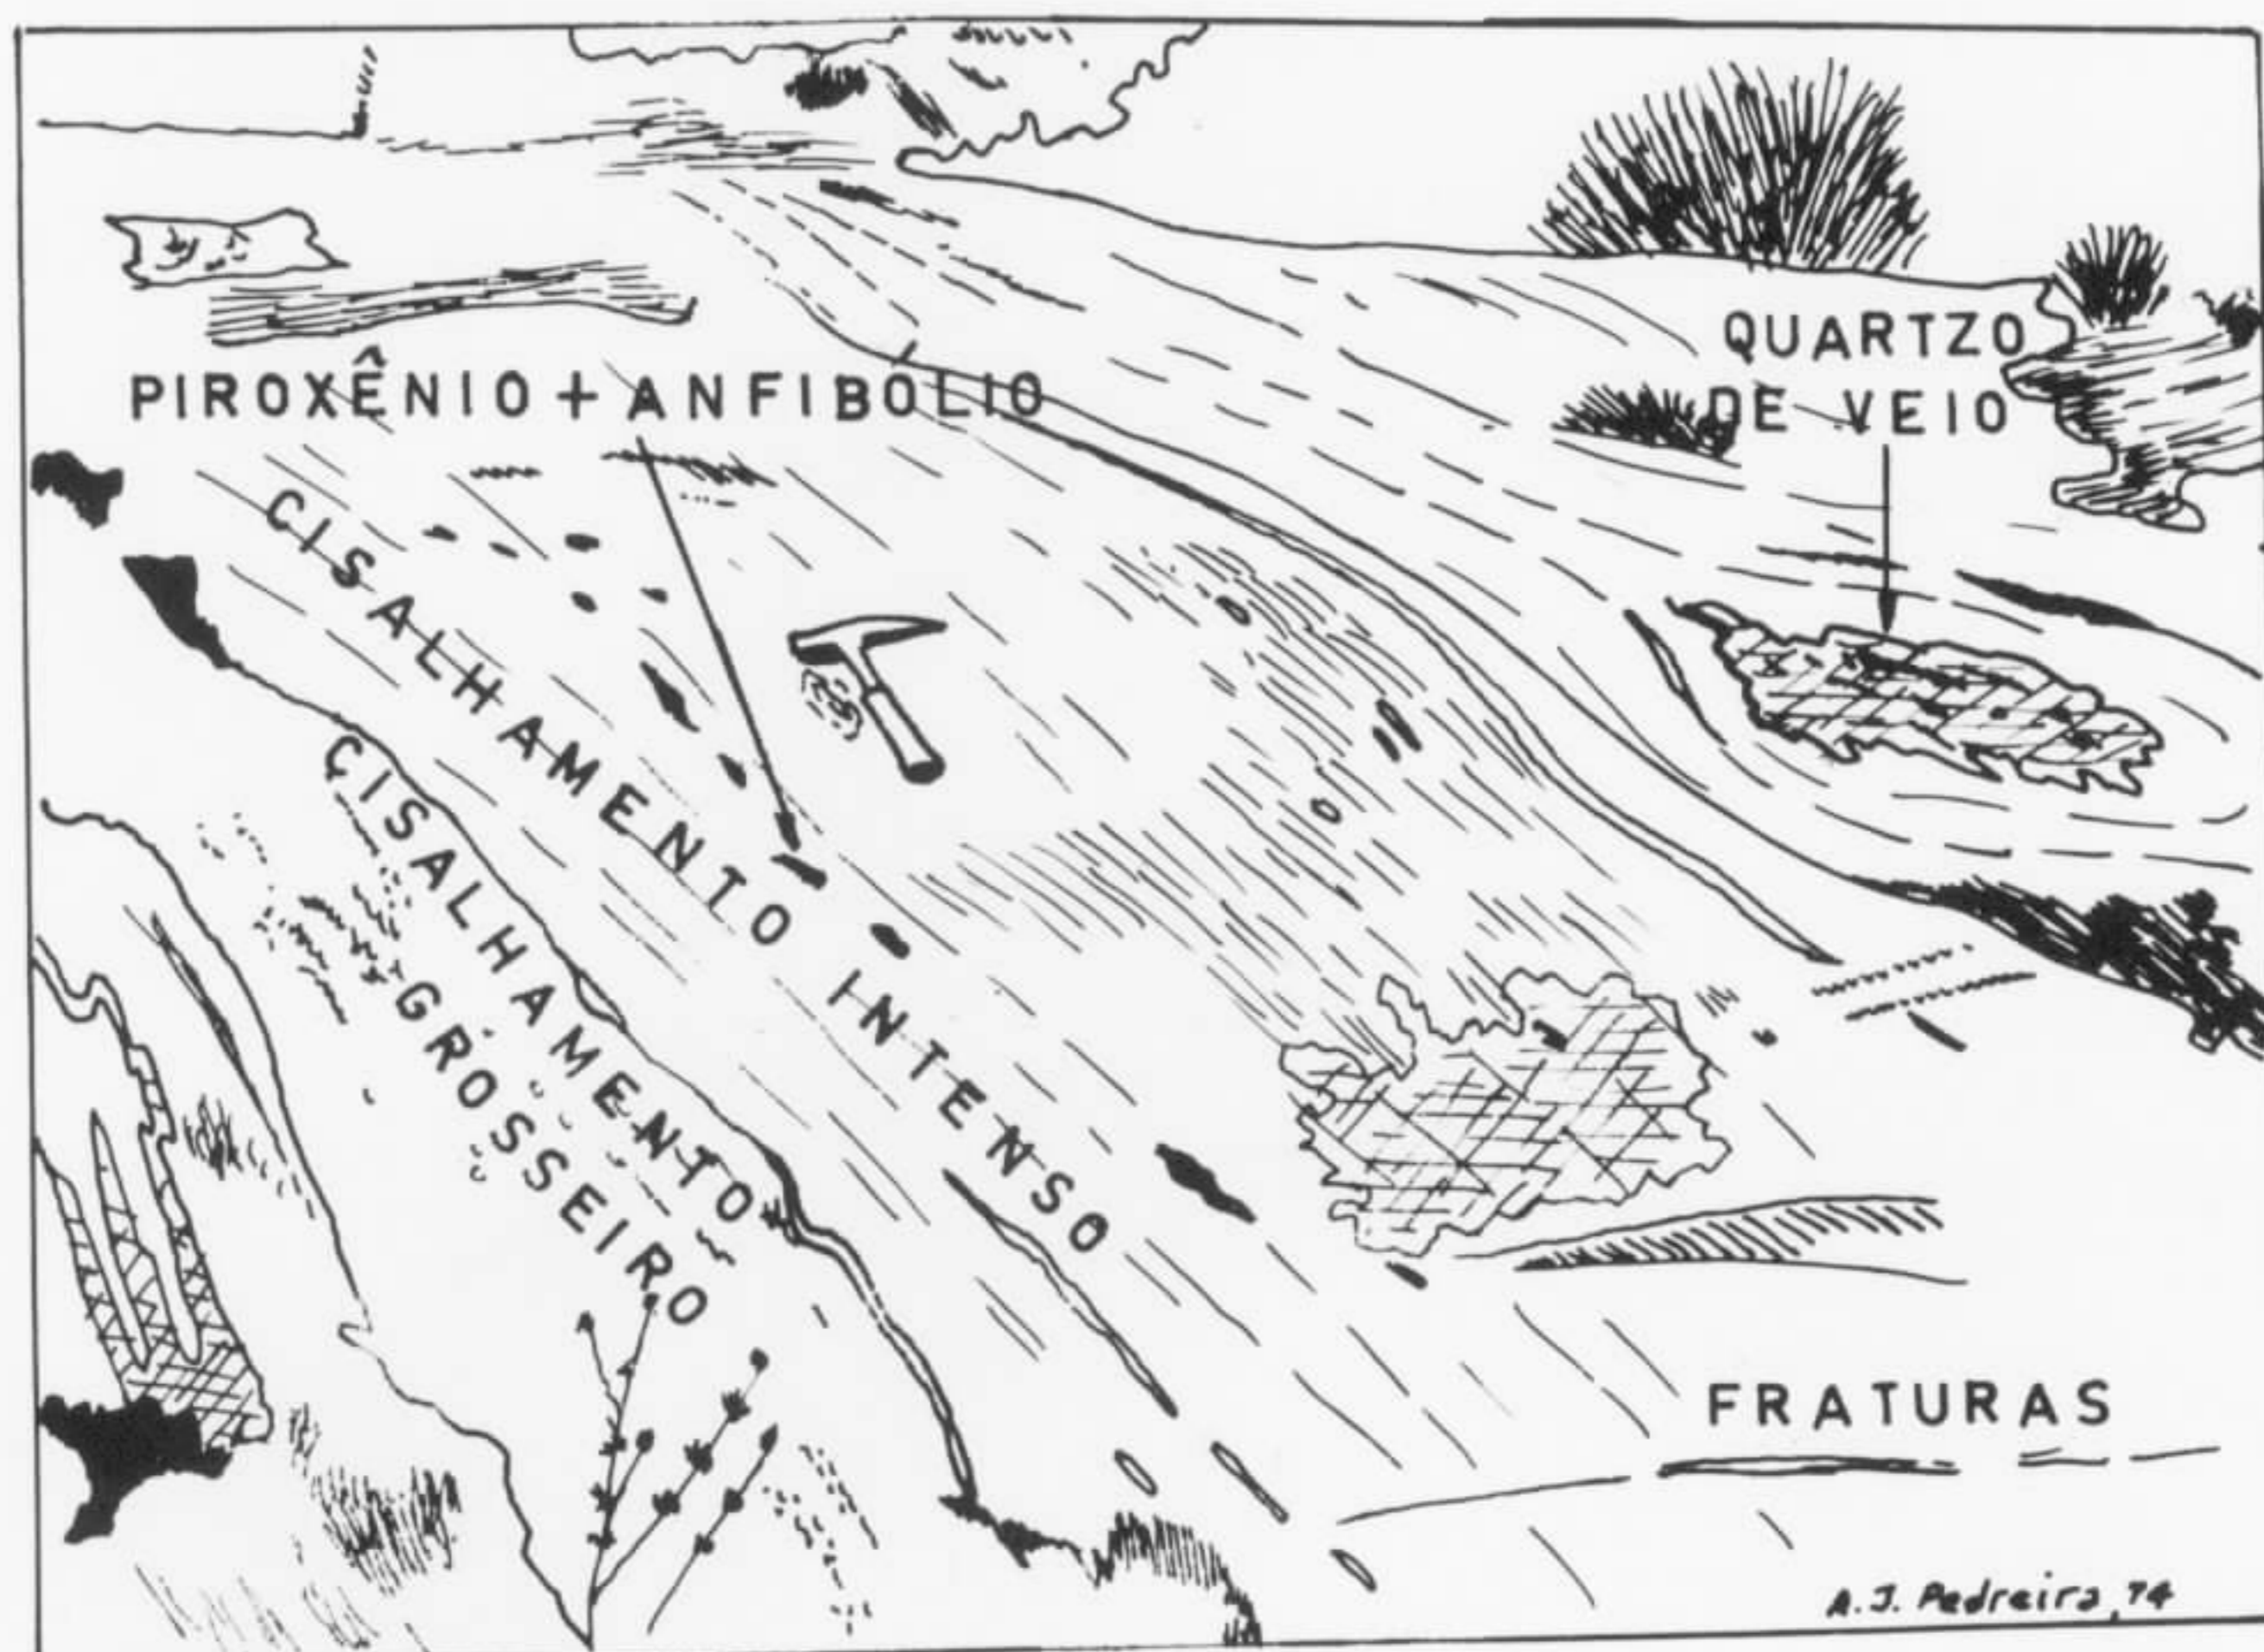 QUARTZO
DE VEIO
PIROXÊNIO + ANFIBÓLIO
CISALHAMENTO INTENSO
CISALHAMENTO
GROSSEIRO
FRATURAS
A. J. Pedreira, 74